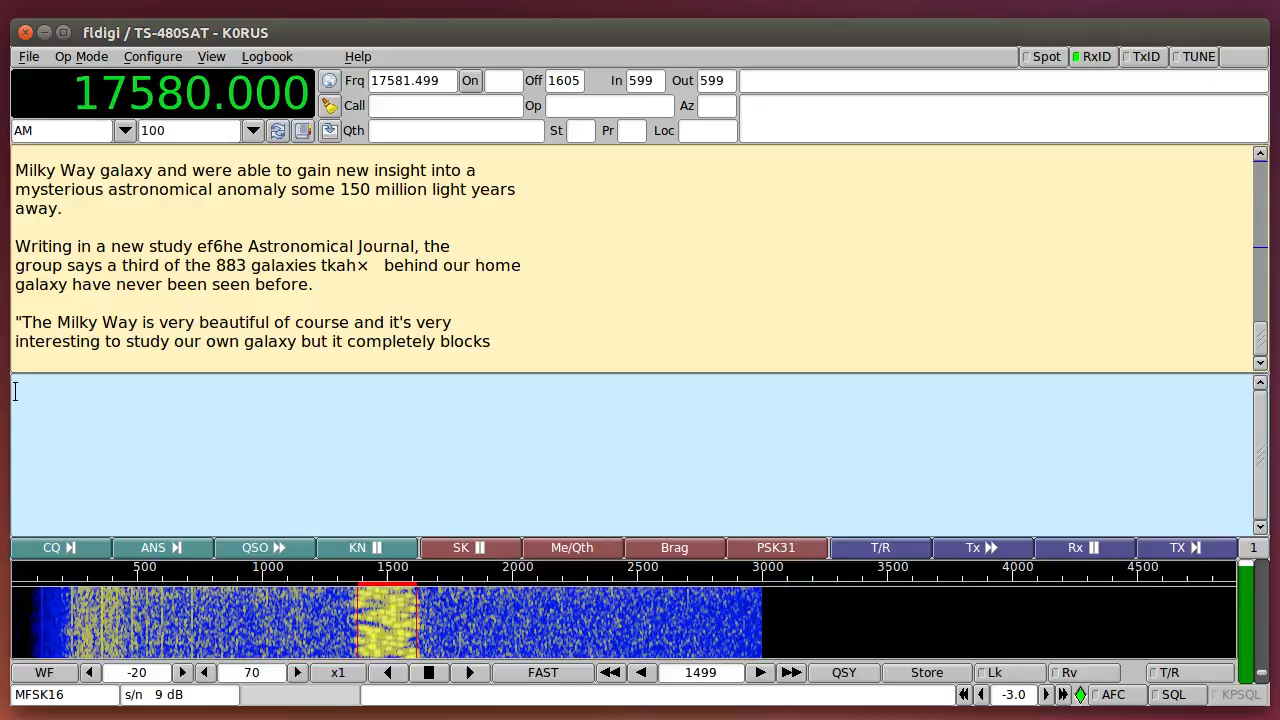 fldigi / TS-480SAT - K0RUS
File Op Mode Configure View Logbook Help Spot RxID TxID TUNE
17580.000
Frq 17581.499 On Off 1605 In 599 Out 599
Call Op Az
AM 100 Qth St Pr Loc
Milky Way galaxy and were able to gain new insight into a
mysterious astronomical anomaly some 150 million light years
away.
Writing in a new study ef6he Astronomical Journal, the
group says a third of the 883 galaxies tkah× behind our home
galaxy have never been seen before.
"The Milky Way is very beautiful of course and it's very
interesting to study our own galaxy but it completely blocks
CQ ANS QSO KN SK Me/Qth Brag PSK31 T/R Tx Rx TX 1
500 1000 1500 2000 2500 3000 3500 4000 4500
WF -20 70 x1 FAST 1499 QSY Store Lk Rv T/R
MFSK16 s/n 9 dB -3.0 AFC SQL KPSQL